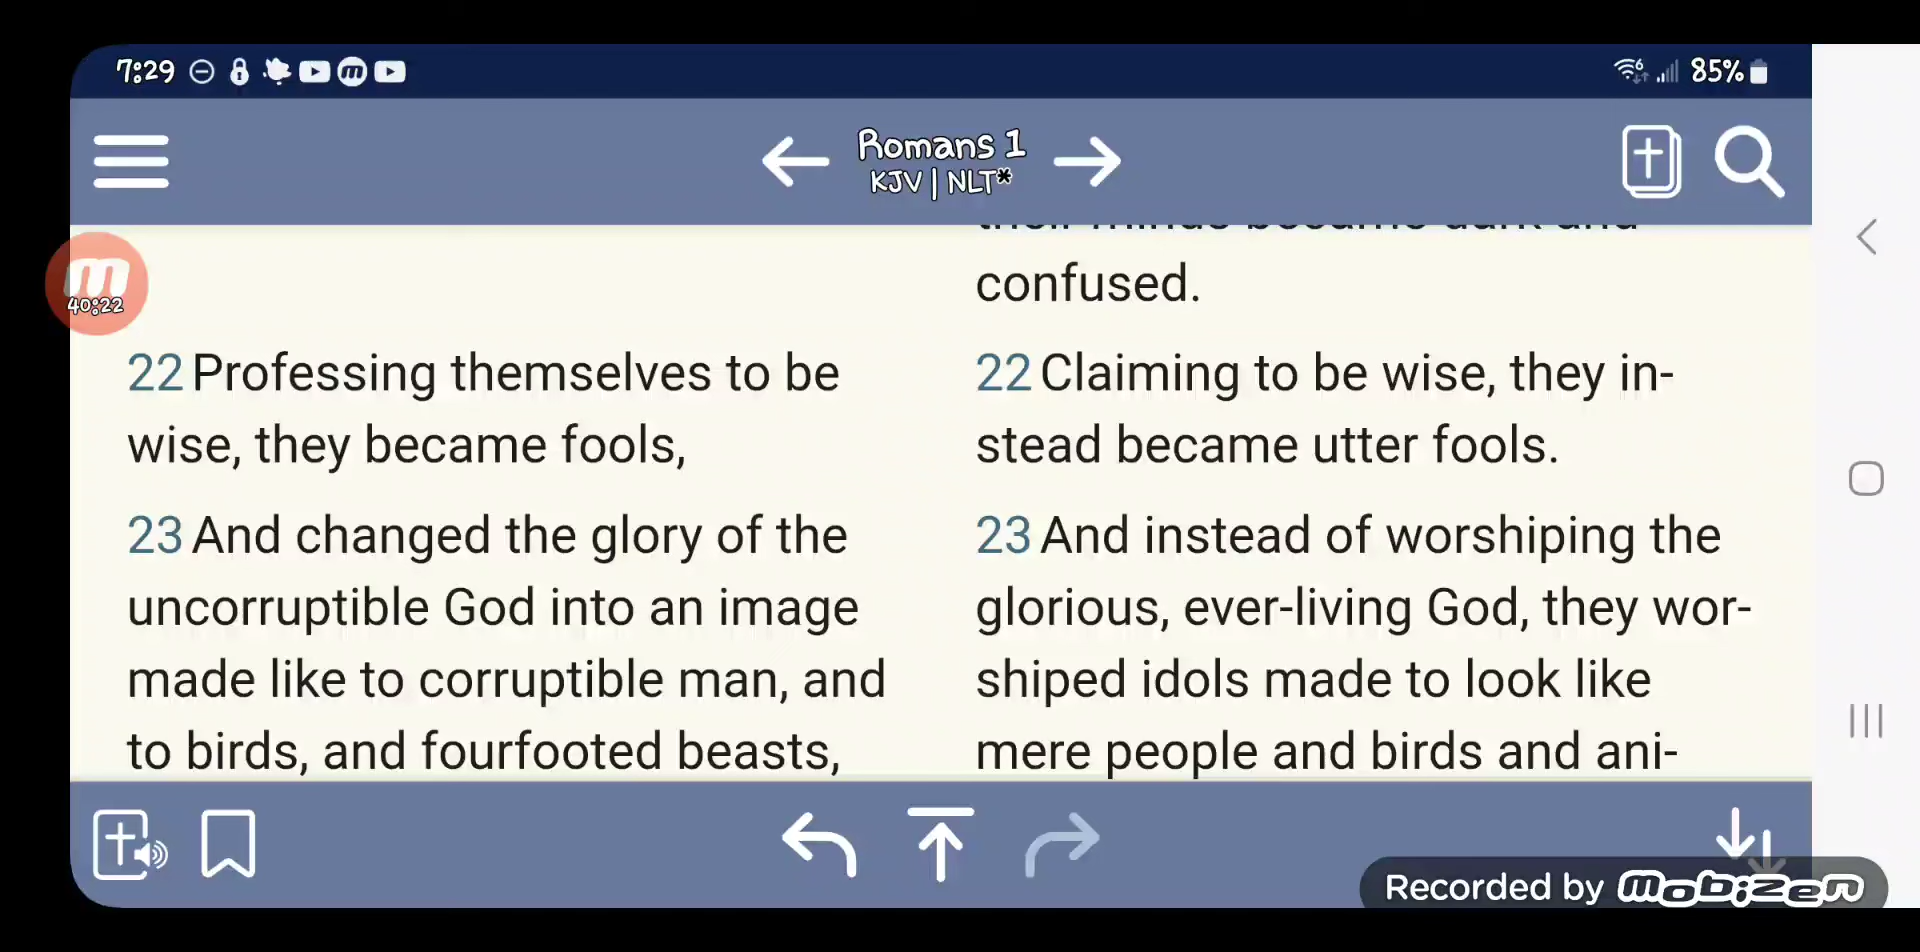 7:29
85%
Romans 1
KJV | NLT*
40:22
confused.
22 Professing themselves to be
wise, they became fools,
23 And changed the glory of the
uncorruptible God into an image
made like to corruptible man, and
to birds, and fourfooted beasts,
22 Claiming to be wise, they in-
stead became utter fools.
23 And instead of worshiping the
glorious, ever-living God, they wor-
shiped idols made to look like
mere people and birds and ani-
Recorded by Mobizen